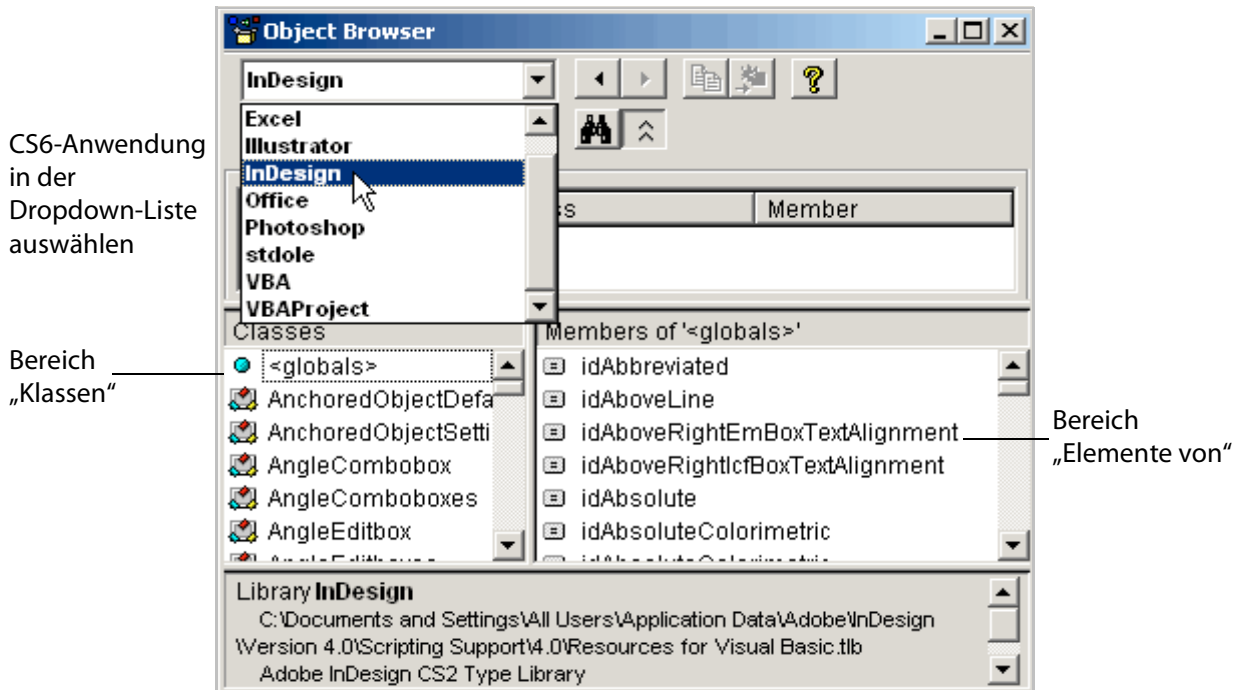 Object Browser
InDesign
Excel
Illustrator
InDesign
Office
Photoshop
stdole
VBA
VBAProject
CS6-Anwendung
in der
Dropdown-Liste
auswählen
Member
Classes
Members of '<globals>'
Bereich
„Klassen“
<globals>
AnchoredObjectDefa
AnchoredObjectSetti
AngleCombobox
AngleComboboxes
AngleEditbox
idAbbreviated
idAboveLine
idAboveRightEmBoxTextAlignment
idAboveRightIcfBoxTextAlignment
idAbsolute
idAbsoluteColorimetric
Bereich
„Elemente von“
Library InDesign
C:\Documents and Settings\All Users\Application Data\Adobe\InDesign
\Version 4.0\Scripting Support\4.0\Resources for Visual Basic.tlb
Adobe InDesign CS2 Type Library